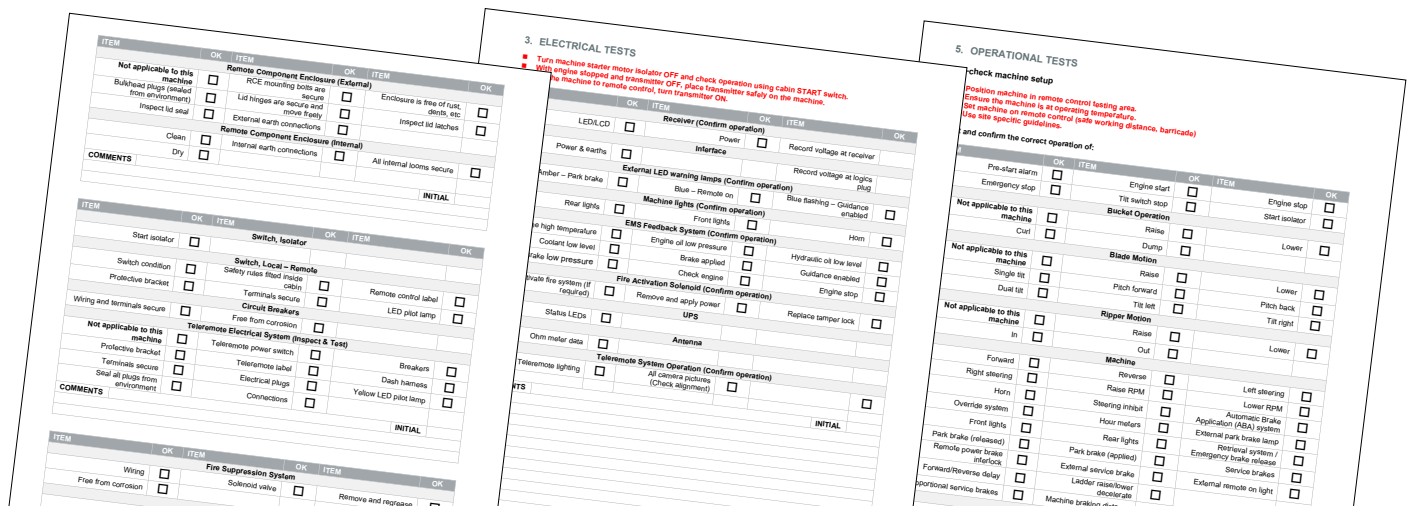 ITEM OK ITEM OK ITEM OK
Remote Component Enclosure (External)
Not applicable to this machine
RCE mounting bolts are secure
Enclosure is free of rust, dents, etc
Bulkhead plugs (sealed from environment)
Lid hinges are secure and move freely
Inspect lid latches
Inspect lid seal
External earth connections
Remote Component Enclosure (Internal)
Clean
Internal earth connections
All internal looms secure
Dry
COMMENTS
INITIAL
ITEM OK ITEM OK ITEM OK
Switch, Isolator
Start isolator
Switch, Local – Remote
Switch condition
Safety rules fitted inside cabin
Remote control label
Protective bracket
Terminals secure
LED pilot lamp
Circuit Breakers
Wiring and terminals secure
Free from corrosion
Teleremote Electrical System (Inspect & Test)
Not applicable to this machine
Teleremote power switch
Breakers
Protective bracket
Teleremote label
Dash harness
Terminals secure
Electrical plugs
Yellow LED pilot lamp
Seal all plugs from environment
Connections
COMMENTS
INITIAL
ITEM OK ITEM OK ITEM OK
Fire Suppression System
Wiring
Solenoid valve
Remove and regrease
Free from corrosion
3. ELECTRICAL TESTS
Turn machine starter motor isolator OFF and check operation using cabin START switch.
With engine stopped and transmitter OFF, place transmitter safely on the machine.
the machine to remote control, turn transmitter ON.
OK ITEM OK ITEM OK
Receiver (Confirm operation)
LED/LCD
Power
Record voltage at receiver
Interface
Power & earths
Record voltage at logics plug
External LED warning lamps (Confirm operation)
Amber – Park brake
Blue – Remote on
Blue flashing – Guidance enabled
Machine lights (Confirm operation)
Rear lights
Front lights
Horn
EMS Feedback System (Confirm operation)
high temperature
Engine oil low pressure
Hydraulic oil low level
Coolant low level
Brake applied
Guidance enabled
rake low pressure
Check engine
Engine stop
Fire Activation Solenoid (Confirm operation)
ivate fire system (If required)
Remove and apply power
Replace tamper lock
UPS
Status LEDs
Antenna
Ohm meter data
Teleremote System Operation (Confirm operation)
Teleremote lighting
All camera pictures (Check alignment)
NTS
INITIAL
5. OPERATIONAL TESTS
-check machine setup
Position machine in remote control testing area.
Ensure the machine is at operating temperature.
Set machine on remote control (safe working distance, barricade)
Use site specific guidelines.
and confirm the correct operation of:
OK ITEM OK ITEM OK
Pre-start alarm
Engine start
Engine stop
Emergency stop
Tilt switch stop
Start isolator
Bucket Operation
Not applicable to this machine
Raise
Lower
Curl
Dump
Blade Motion
Not applicable to this machine
Raise
Lower
Single tilt
Pitch forward
Pitch back
Dual tilt
Tilt left
Tilt right
Ripper Motion
Not applicable to this machine
Raise
Lower
In
Out
Machine
Forward
Reverse
Left steering
Right steering
Raise RPM
Lower RPM
Horn
Steering inhibit
Automatic Brake Application (ABA) system
Override system
Hour meters
External park brake lamp
Front lights
Rear lights
Retrieval system / Emergency brake release
Park brake (released)
Park brake (applied)
Service brakes
Remote power brake interlock
External service brake
External remote on light
Forward/Reverse delay
Ladder raise/lower decelerate
oportional service brakes
Machine braking